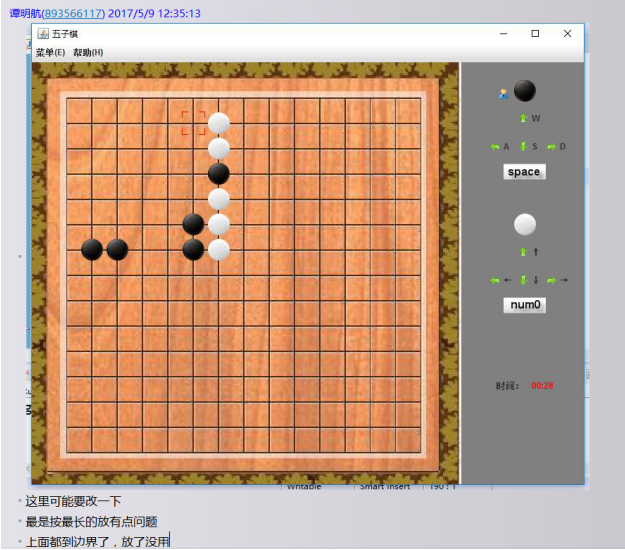 谭明航(893566117) 2017/5/9 12:35:13
五子棋
菜单(E) 帮助(H)
W
A S D
space
↑
← ↓ →
num0
时间: 00:28
Writable Smart Insert 190 : 1
这里可能要改一下
最是按最长的放有点问题
上面都到边界了，放了没用